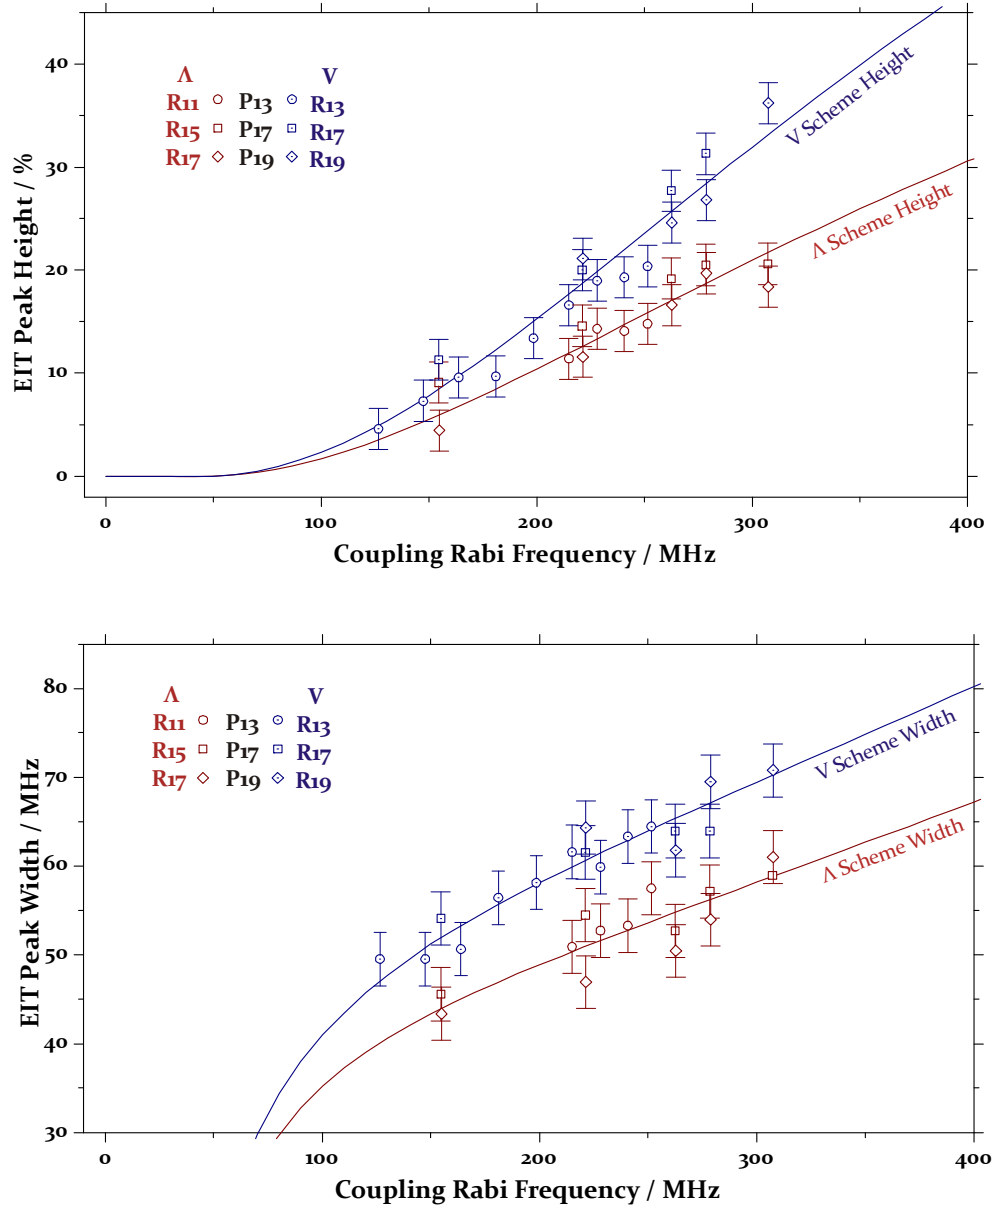 40
30
20
10
0
EIT Peak Height / %
Λ V
R11 P13 R13
R15 P17 R17
R17 P19 R19
V Scheme Height
Λ Scheme Height
0 100 200 300 400
Coupling Rabi Frequency / MHz
80
70
60
50
40
30
EIT Peak Width / MHz
Λ V
R11 P13 R13
R15 P17 R17
R17 P19 R19
V Scheme Width
Λ Scheme Width
0 100 200 300 400
Coupling Rabi Frequency / MHz